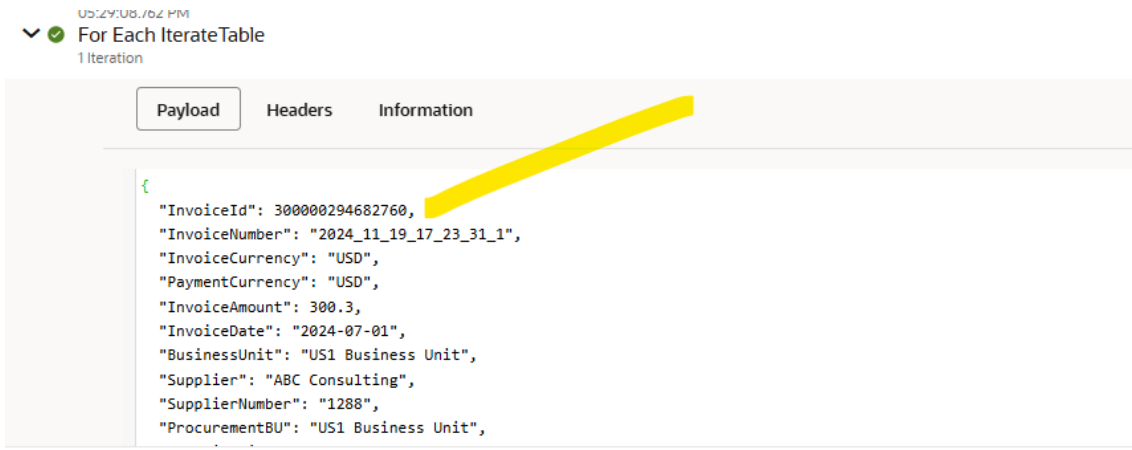 05:29:08.762 PM
For Each IterateTable
1 Iteration
Payload Headers Information
{
"InvoiceId": 300000294682760,
"InvoiceNumber": "2024_11_19_17_23_31_1",
"InvoiceCurrency": "USD",
"PaymentCurrency": "USD",
"InvoiceAmount": 300.3,
"InvoiceDate": "2024-07-01",
"BusinessUnit": "US1 Business Unit",
"Supplier": "ABC Consulting",
"SupplierNumber": "1288",
"ProcurementBU": "US1 Business Unit",